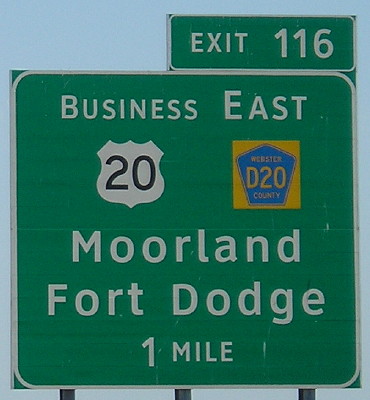 EXIT 116
BUSINESS EAST
20
WEBSTER
D20
COUNTY
Moorland
Fort Dodge
1 MILE